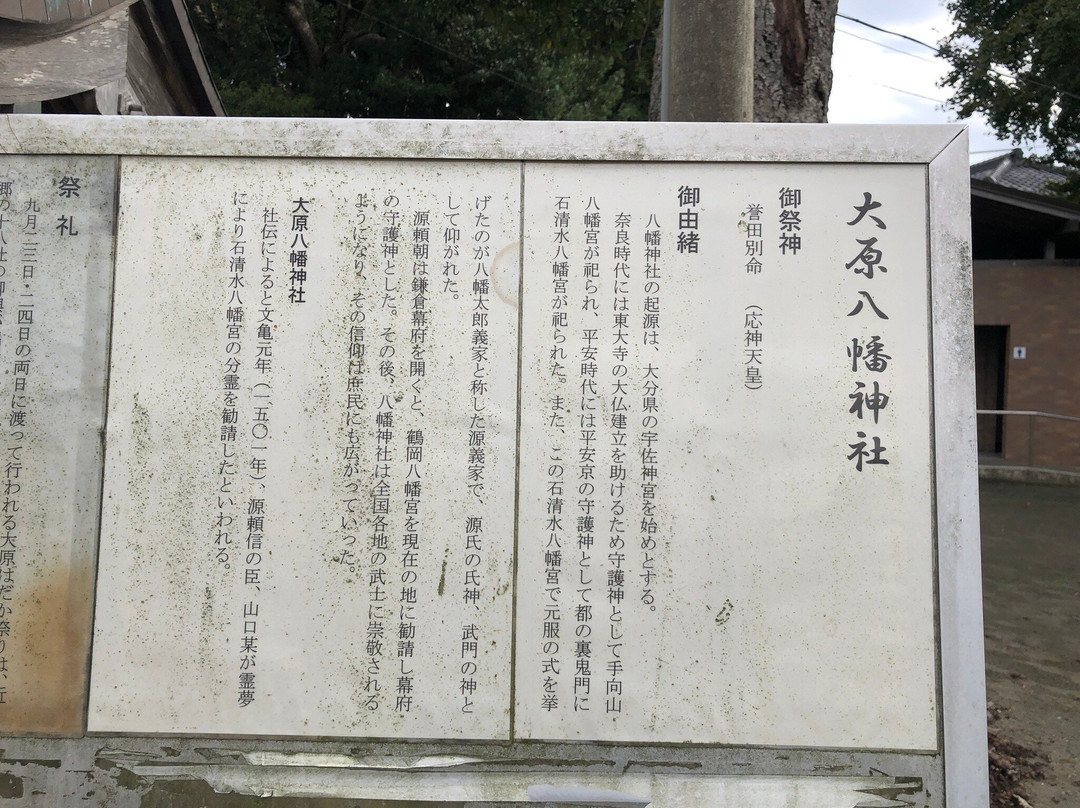 大原八幡神社
御祭神
誉田別命 （応神天皇）
御由緒
八幡神社の起源は、大分県の宇佐神宮を始めとする。
奈良時代には東大寺の大仏建立を助けるため守護神として手向山
八幡宮が祀られ、平安時代には平安京の守護神として都の裏鬼門に
石清水八幡宮が祀られた。また、この石清水八幡宮で元服の式を挙
げたのが八幡太郎義家と称した源義家で、源氏の氏神、武門の神と
して仰がれた。
源頼朝は鎌倉幕府を開くと、鶴岡八幡宮を現在の地に勧請し幕府
の守護神とした。その後、八幡神社は全国各地の武士に崇敬される
ようになり、その信仰は庶民にも広がっていった。
大原八幡神社
社伝によると文亀元年（一五〇一年）、源頼信の臣、山口某が霊夢
により石清水八幡宮の分霊を勧請したといわれる。
祭礼
九月二三日・二四日の両日に渡って行われる大原はだか祭りは、近
郷の十八社の御